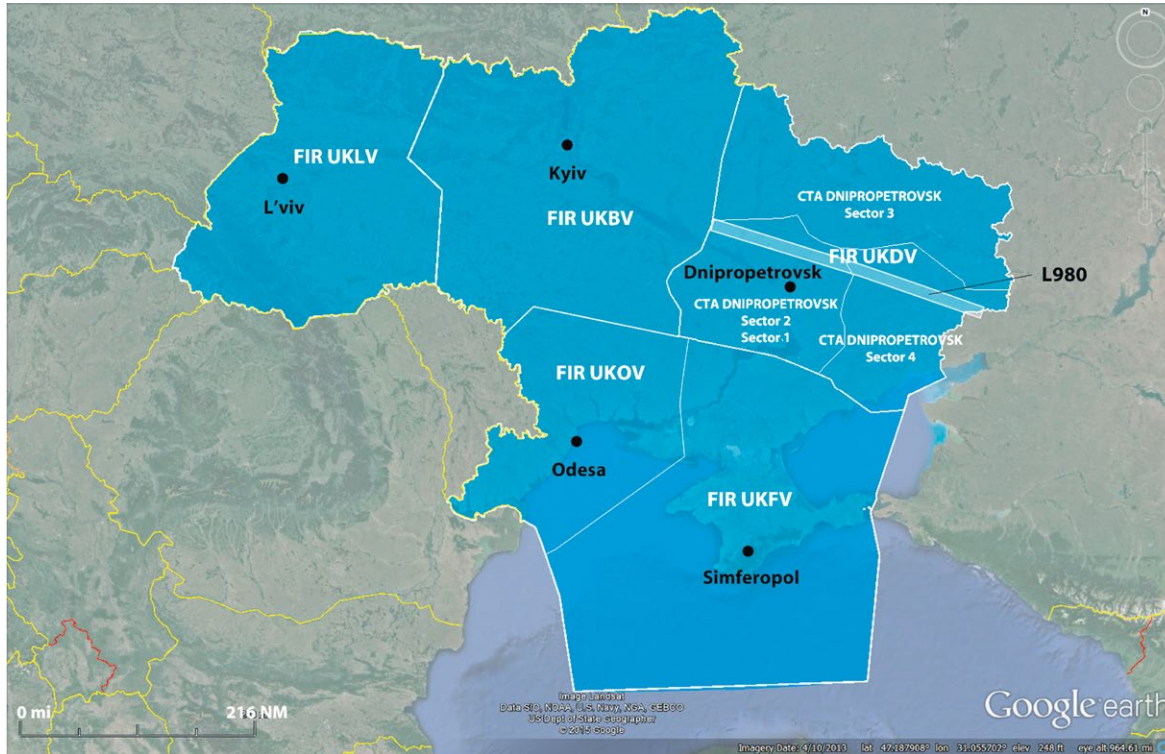 N
FIR UKLV
L'viv
Kyiv
FIR UKBV
CTA DNIPROPETROVSK
Sector 3
FIR UKDV
Dnipropetrovsk
L980
CTA DNIPROPETROVSK
Sector 2
Sector 1
CTA DNIPROPETROVSK
Sector 4
FIR UKOV
Odesa
FIR UKFV
Simferopol
0 mi
216 NM
Image Landsat
Data SIO, NOAA, U.S. Navy, NGA, GEBCO
US Dept of State Geographer
© 2015 Google
Google earth
Imagery Date: 4/10/2013 lat 47.187908° lon 31.055702° elev 248 ft eye alt 964.61 mi